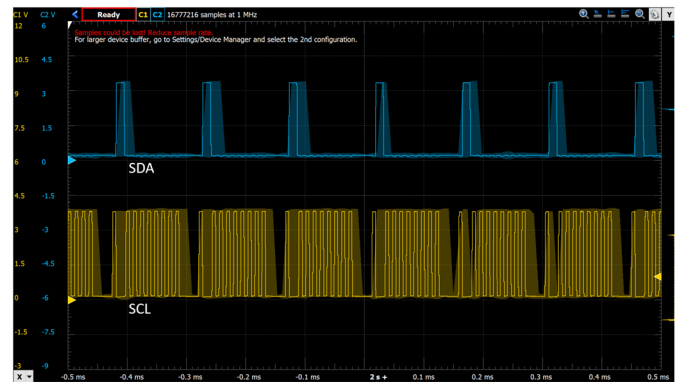 C1 V C2 V Ready C1 C2 16777216 samples at 1 MHz Y
Samples could be lost! Reduce sample rate.
For larger device buffer, go to Settings/Device Manager and select the 2nd configuration.
12 6
10.5 4.5
9 3
7.5 1.5
6 0
SDA
4.5 -1.5
3 -3
1.5 -4.5
0 -6
SCL
-1.5 -7.5
-3 -9
X -0.5 ms -0.4 ms -0.3 ms -0.2 ms -0.1 ms 2 s + 0.1 ms 0.2 ms 0.3 ms 0.4 ms 0.5 ms